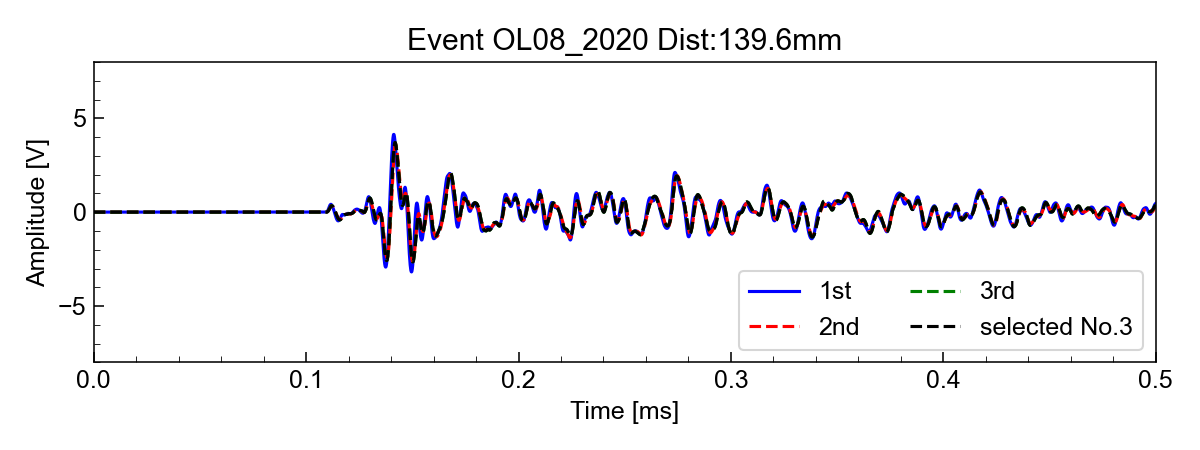 Event OL08_2020 Dist:139.6mm
Amplitude [V]
5
0
−5
1st
2nd
3rd
selected No.3
0.0 0.1 0.2 0.3 0.4 0.5
Time [ms]